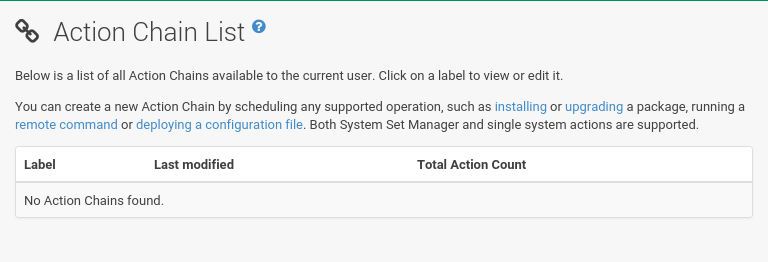 Action Chain List ?
Below is a list of all Action Chains available to the current user. Click on a label to view or edit it.
You can create a new Action Chain by scheduling any supported operation, such as installing or upgrading a package, running a
remote command or deploying a configuration file. Both System Set Manager and single system actions are supported.
Label Last modified Total Action Count
No Action Chains found.